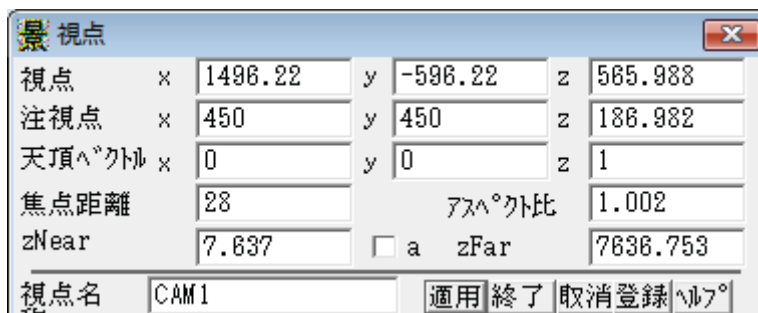 景 視点
視点 x 1496.22 y -596.22 z 565.988
注視点 x 450 y 450 z 186.982
天頂ﾍﾞｸﾄﾙ x 0 y 0 z 1
焦点距離 28 ｱｽﾍﾟｸﾄ比 1.002
zNear 7.637 a zFar 7636.753
視点名 CAM1 適用 終了 取消 登録 ﾍﾙﾌﾟ